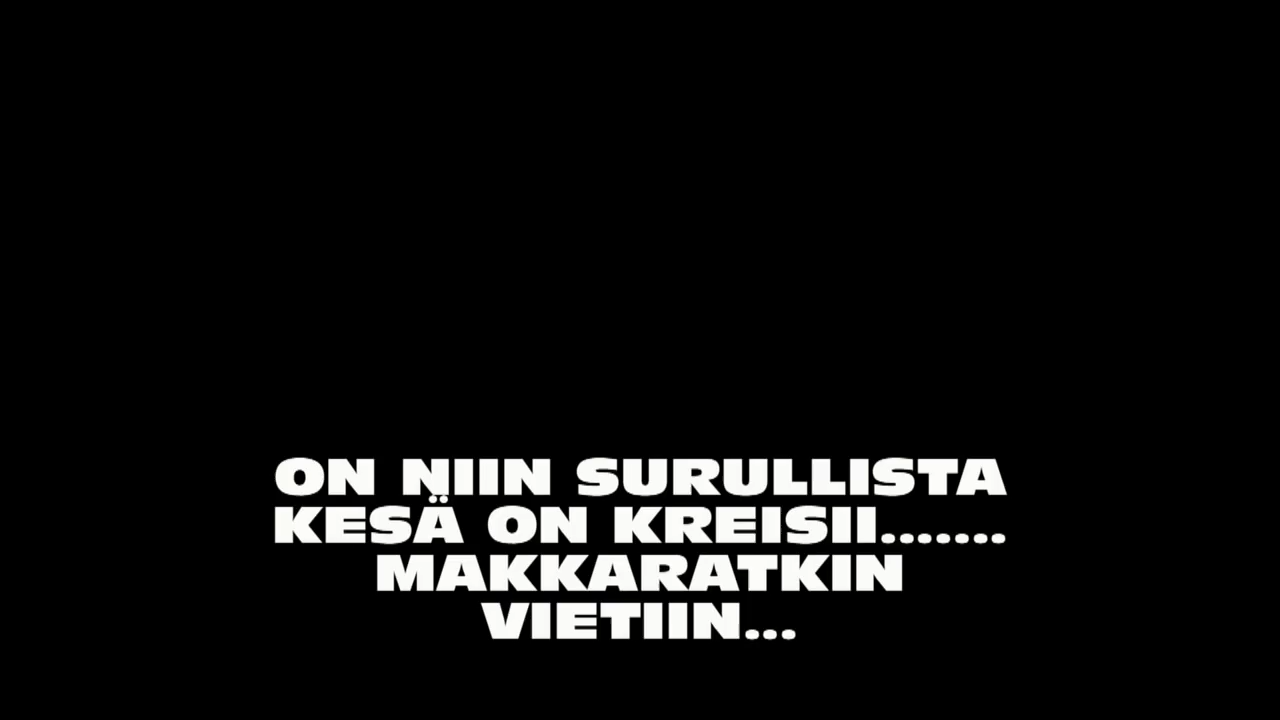 ON NIIN SURULLISTA
KESÄ ON KREISII.......
MAKKARATKIN
VIETIIN...